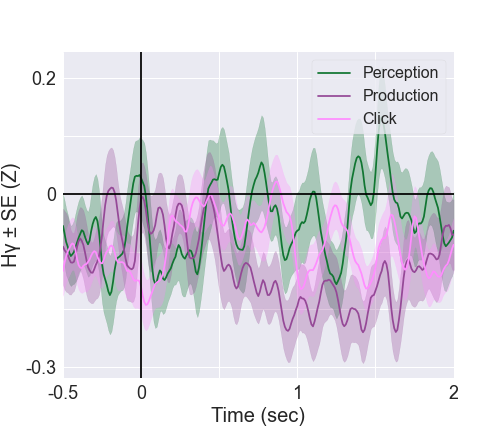 Perception
Production
Click
0.2
0
-0.3
Hγ ± SE (Z)
-0.5
0
1
2
Time (sec)